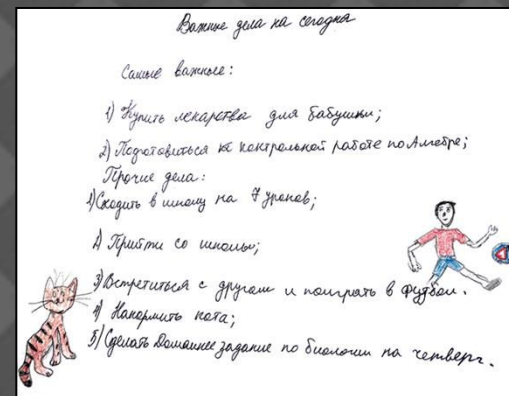 Важные дела на сегодня
Самые важные:
1) Купить лекарства для бабушки;
2) Подготовиться к контрольной работе по Алгебре;
Прочие дела:
1) Сходить в школу на 7 уроков;
2) Прийти со школы;
3) Встретиться с другом и поиграть в футбол.
4) Накормить кота;
5) Сделать Домашнее задание по биологии на четверг.